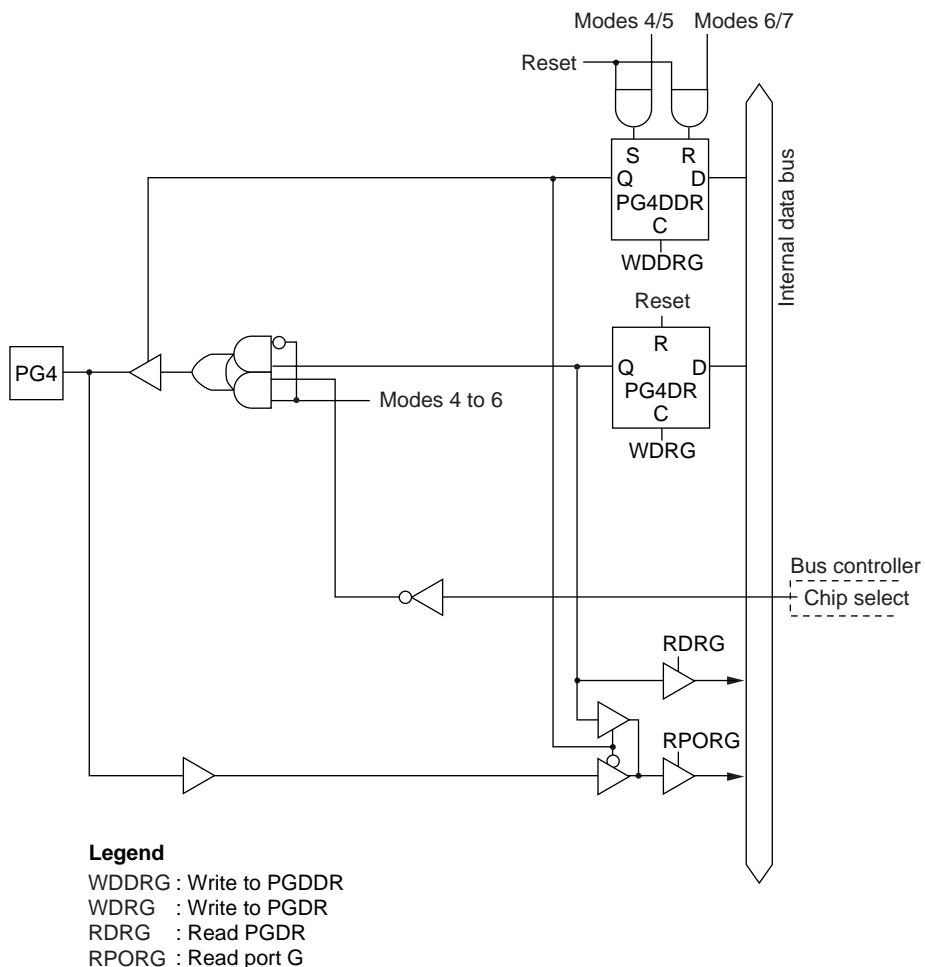 Modes 4/5
Modes 6/7
Reset
S
R
Q
D
PG4DDR
C
WDDRG
Internal data bus
Reset
R
Q
D
PG4DR
C
WDRG
PG4
Modes 4 to 6
Bus controller
Chip select
RDRG
RPORG
Legend
WDDRG : Write to PGDDR
WDRG : Write to PGDR
RDRG : Read PGDR
RPORG : Read port G